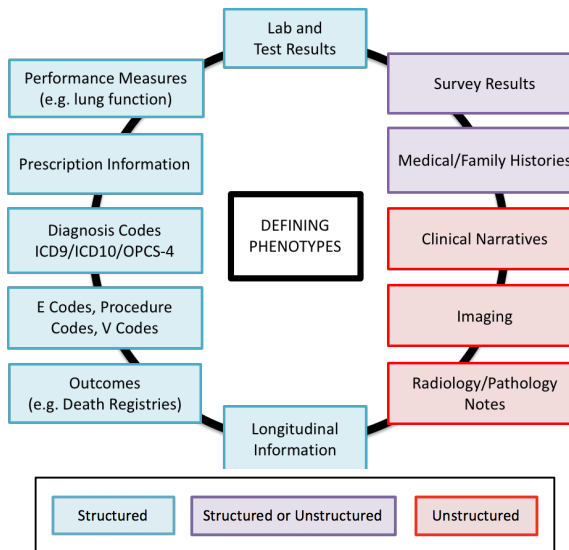 Lab and
Test Results
Performance Measures
(e.g. lung function)
Survey Results
Prescription Information
Medical/Family Histories
DEFINING
PHENOTYPES
Diagnosis Codes
ICD9/ICD10/OPCS-4
Clinical Narratives
E Codes, Procedure
Codes, V Codes
Imaging
Outcomes
(e.g. Death Registries)
Radiology/Pathology
Notes
Longitudinal
Information
Structured
Structured or Unstructured
Unstructured